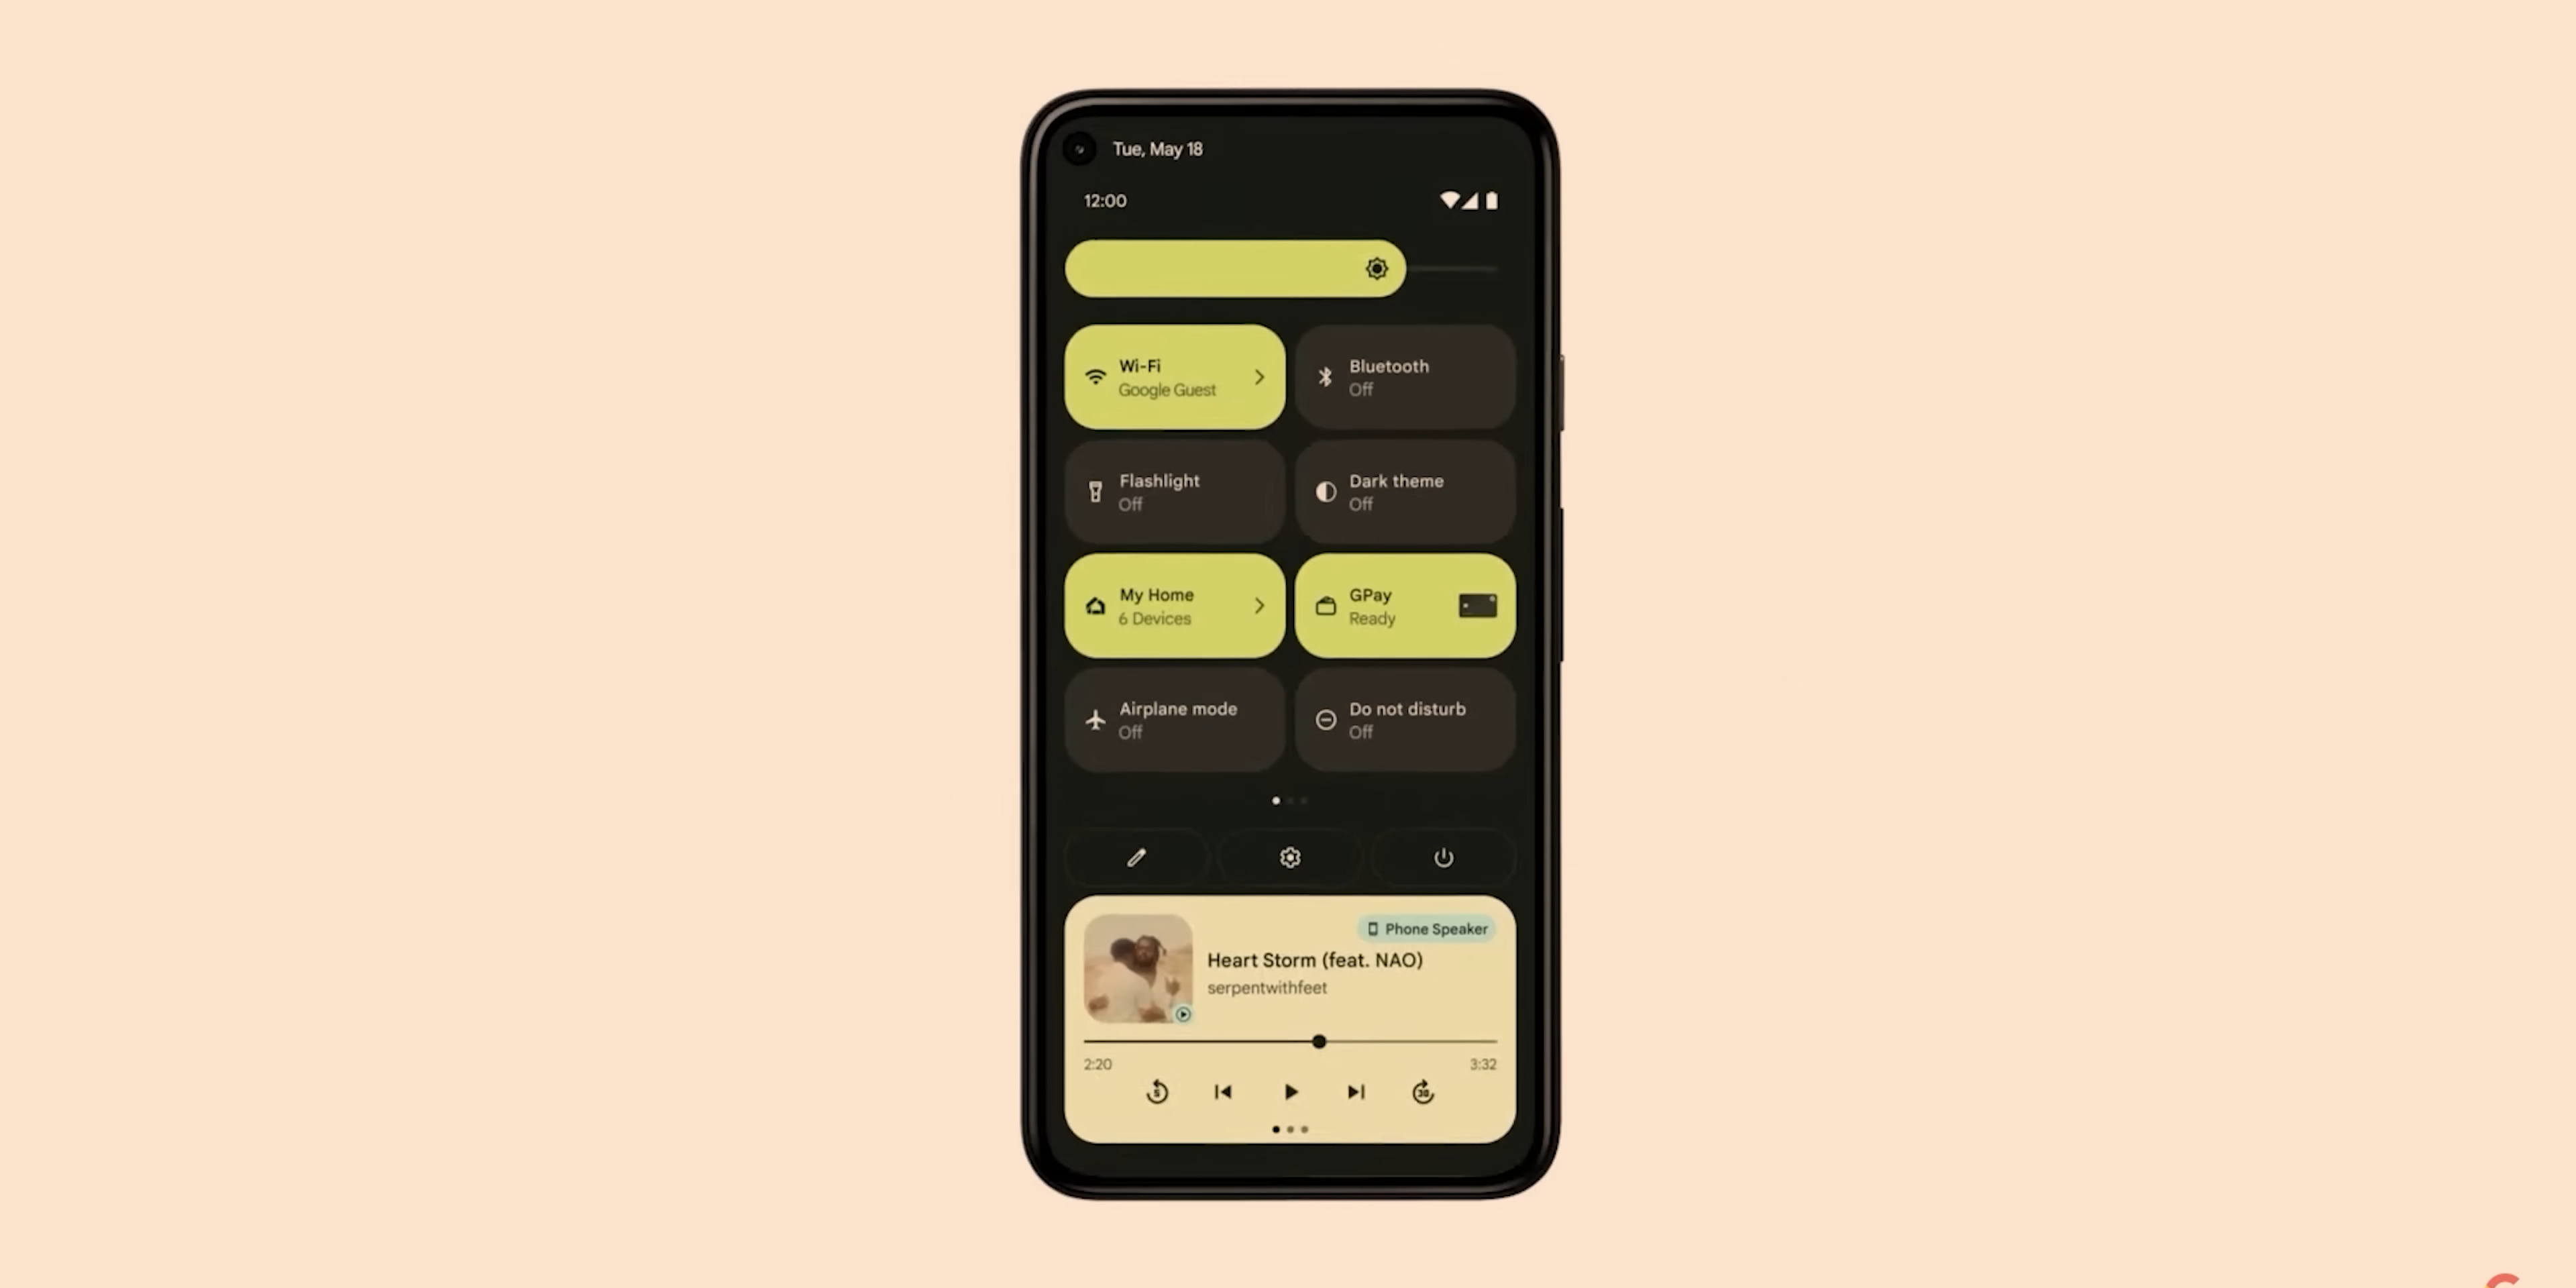 Tue, May 18
12:00
Wi-Fi
Google Guest
Bluetooth
Off
Flashlight
Off
Dark theme
Off
My Home
6 Devices
GPay
Ready
Airplane mode
Off
Do not disturb
Off
Phone Speaker
Heart Storm (feat. NAO)
serpentwithfeet
2:20
3:32
5
30